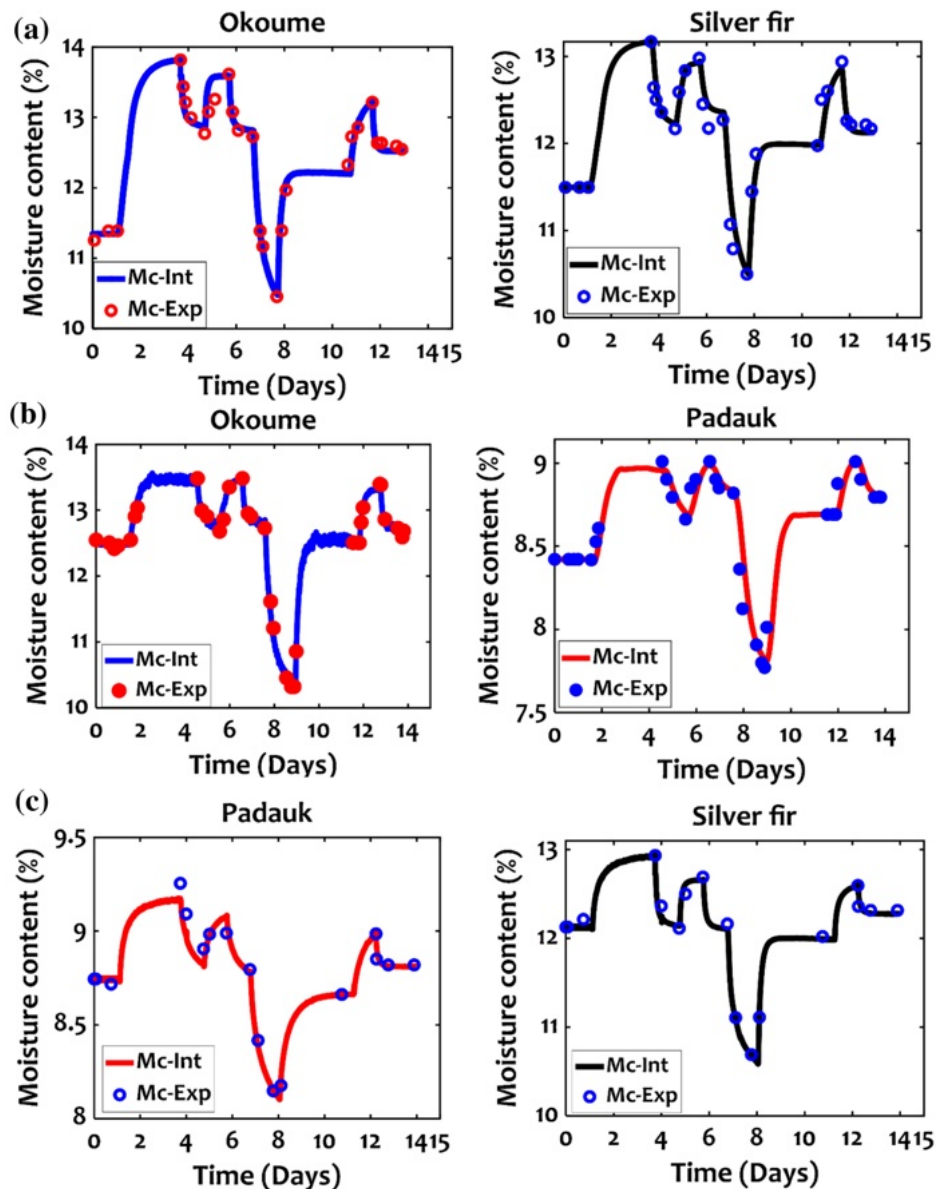 (a)
Okoume
Moisture content (%)
14
13
12
11
10
Mc-Int
Mc-Exp
0 2 4 6 8 10 12 1415
Time (Days)
Silver fir
Moisture content (%)
13
12
11
10
Mc-Int
Mc-Exp
0 2 4 6 8 10 12 1415
Time (Days)
(b)
Okoume
Moisture content (%)
14
13
12
11
10
Mc-Int
Mc-Exp
0 2 4 6 8 10 12 14
Time (Days)
Padauk
Moisture content (%)
9
8.5
8
7.5
Mc-Int
Mc-Exp
0 2 4 6 8 10 12 14
Time (Days)
(c)
Padauk
Moisture content (%)
9.5
9
8.5
8
Mc-Int
Mc-Exp
0 2 4 6 8 10 12 1415
Time (Days)
Silver fir
Moisture content (%)
13
12
11
10
Mc-Int
Mc-Exp
0 2 4 6 8 10 12 1415
Time (Days)